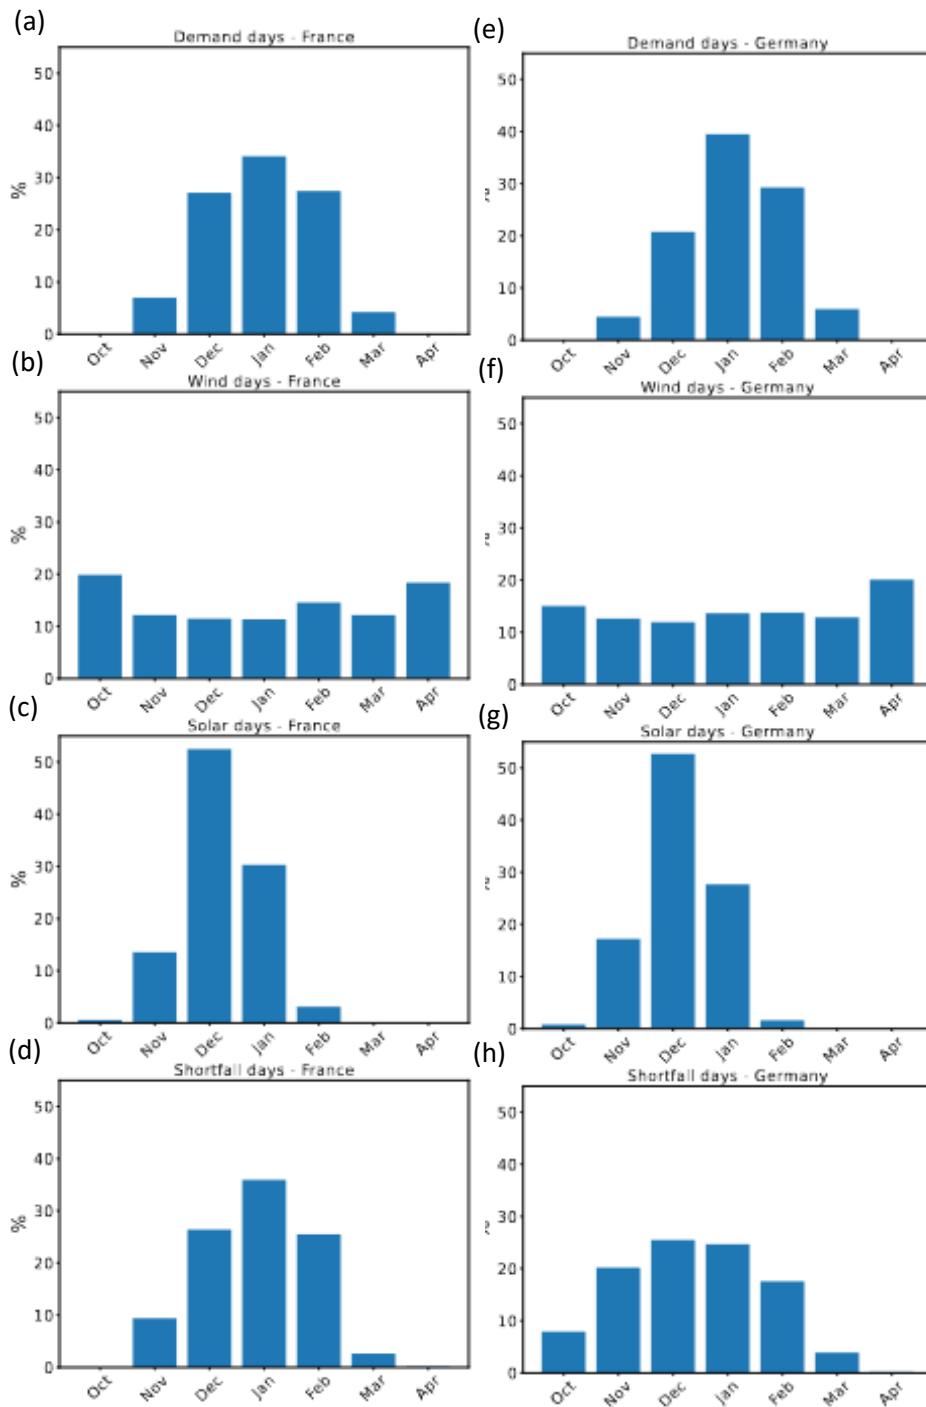 (a)
Demand days - France
50
40
30
20
10
0
%
Oct Nov Dec Jan Feb Mar Apr
(b)
Wind days - France
50
40
30
20
10
0
%
Oct Nov Dec Jan Feb Mar Apr
(c)
Solar days - France
50
40
30
20
10
0
%
Oct Nov Dec Jan Feb Mar Apr
(d)
Shortfall days - France
50
40
30
20
10
0
%
Oct Nov Dec Jan Feb Mar Apr
(e)
Demand days - Germany
50
40
30
20
10
0
Oct Nov Dec Jan Feb Mar Apr
(f)
Wind days - Germany
50
40
30
20
10
0
Oct Nov Dec Jan Feb Mar Apr
(g)
Solar days - Germany
50
40
30
20
10
0
Oct Nov Dec Jan Feb Mar Apr
(h)
Shortfall days - Germany
50
40
30
20
10
0
Oct Nov Dec Jan Feb Mar Apr